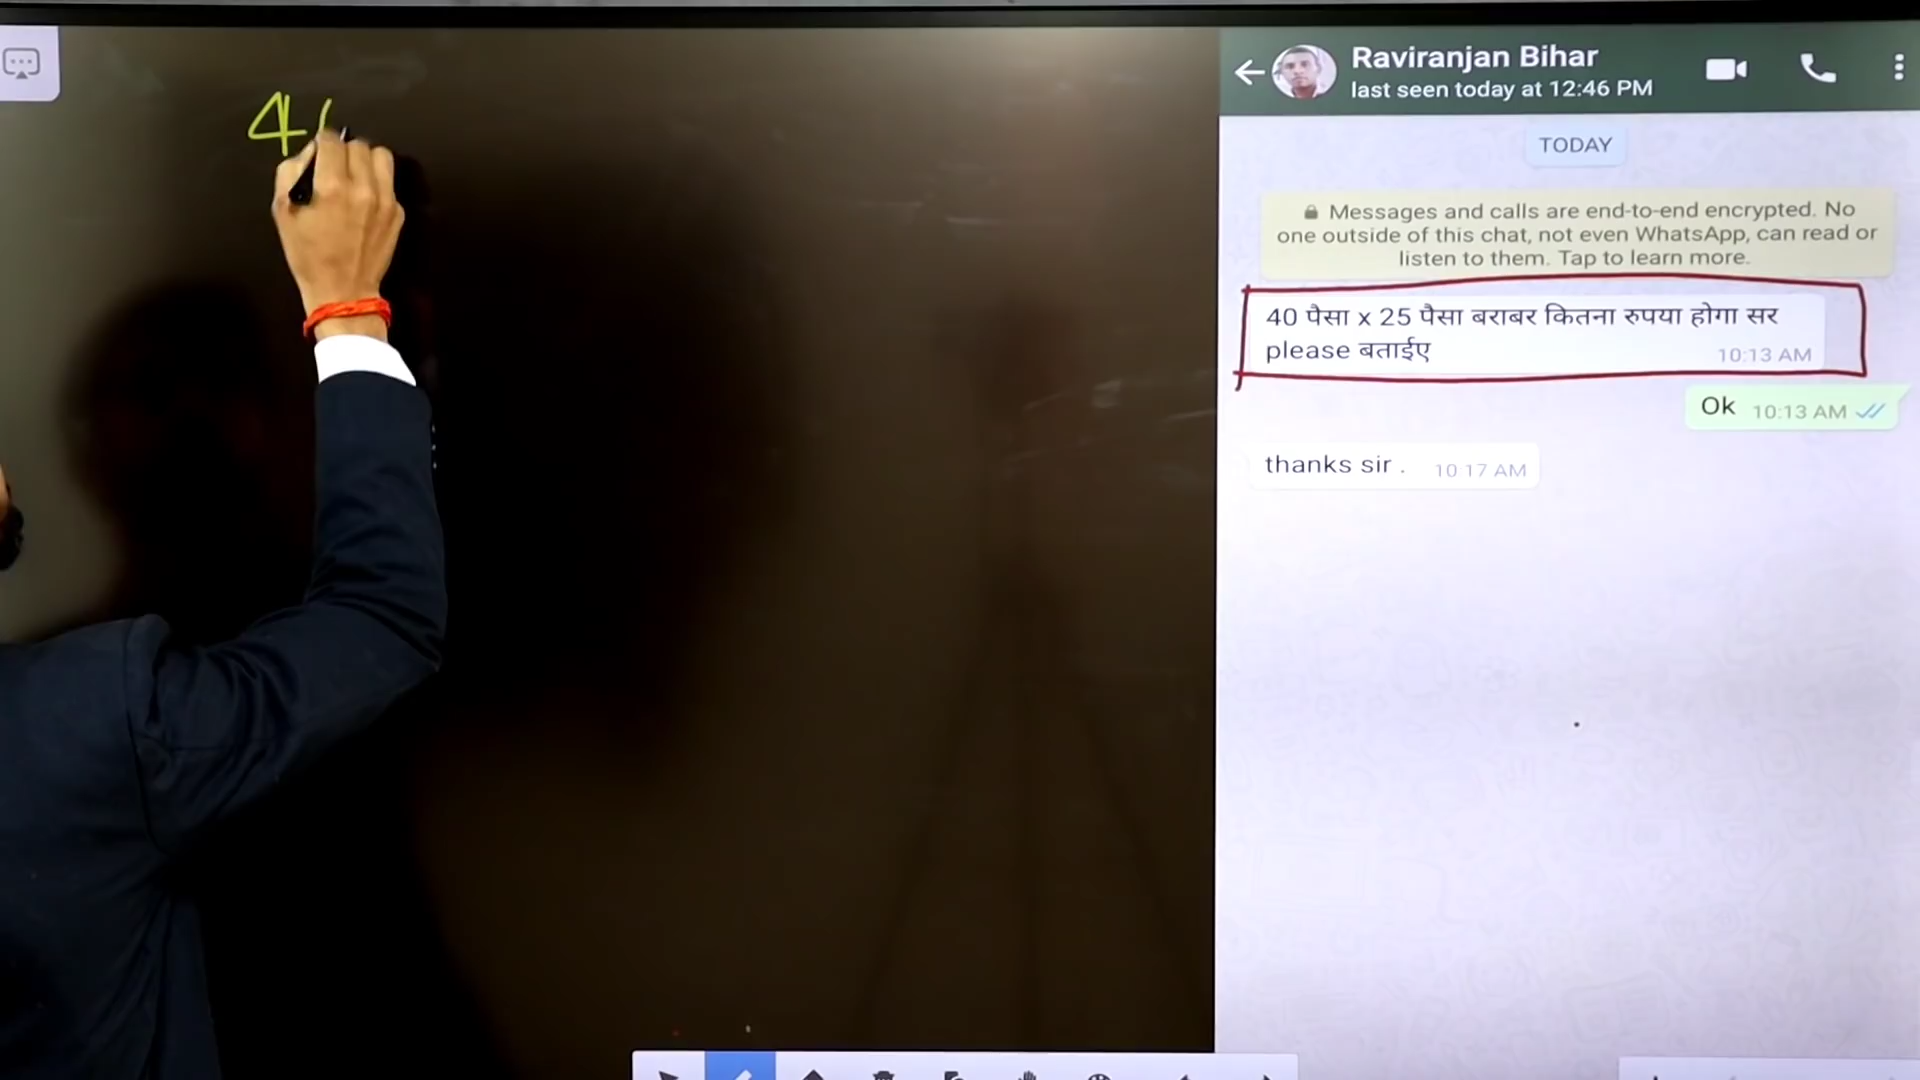 4
Raviranjan Bihar
last seen today at 12:46 PM
TODAY
Messages and calls are end-to-end encrypted. No
one outside of this chat, not even WhatsApp, can read or
listen to them. Tap to learn more.
40 पैसा x 25 पैसा बराबर कितना रुपया होगा सर
please बताईए
10:13 AM
Ok 10:13 AM
thanks sir . 10 17 AM